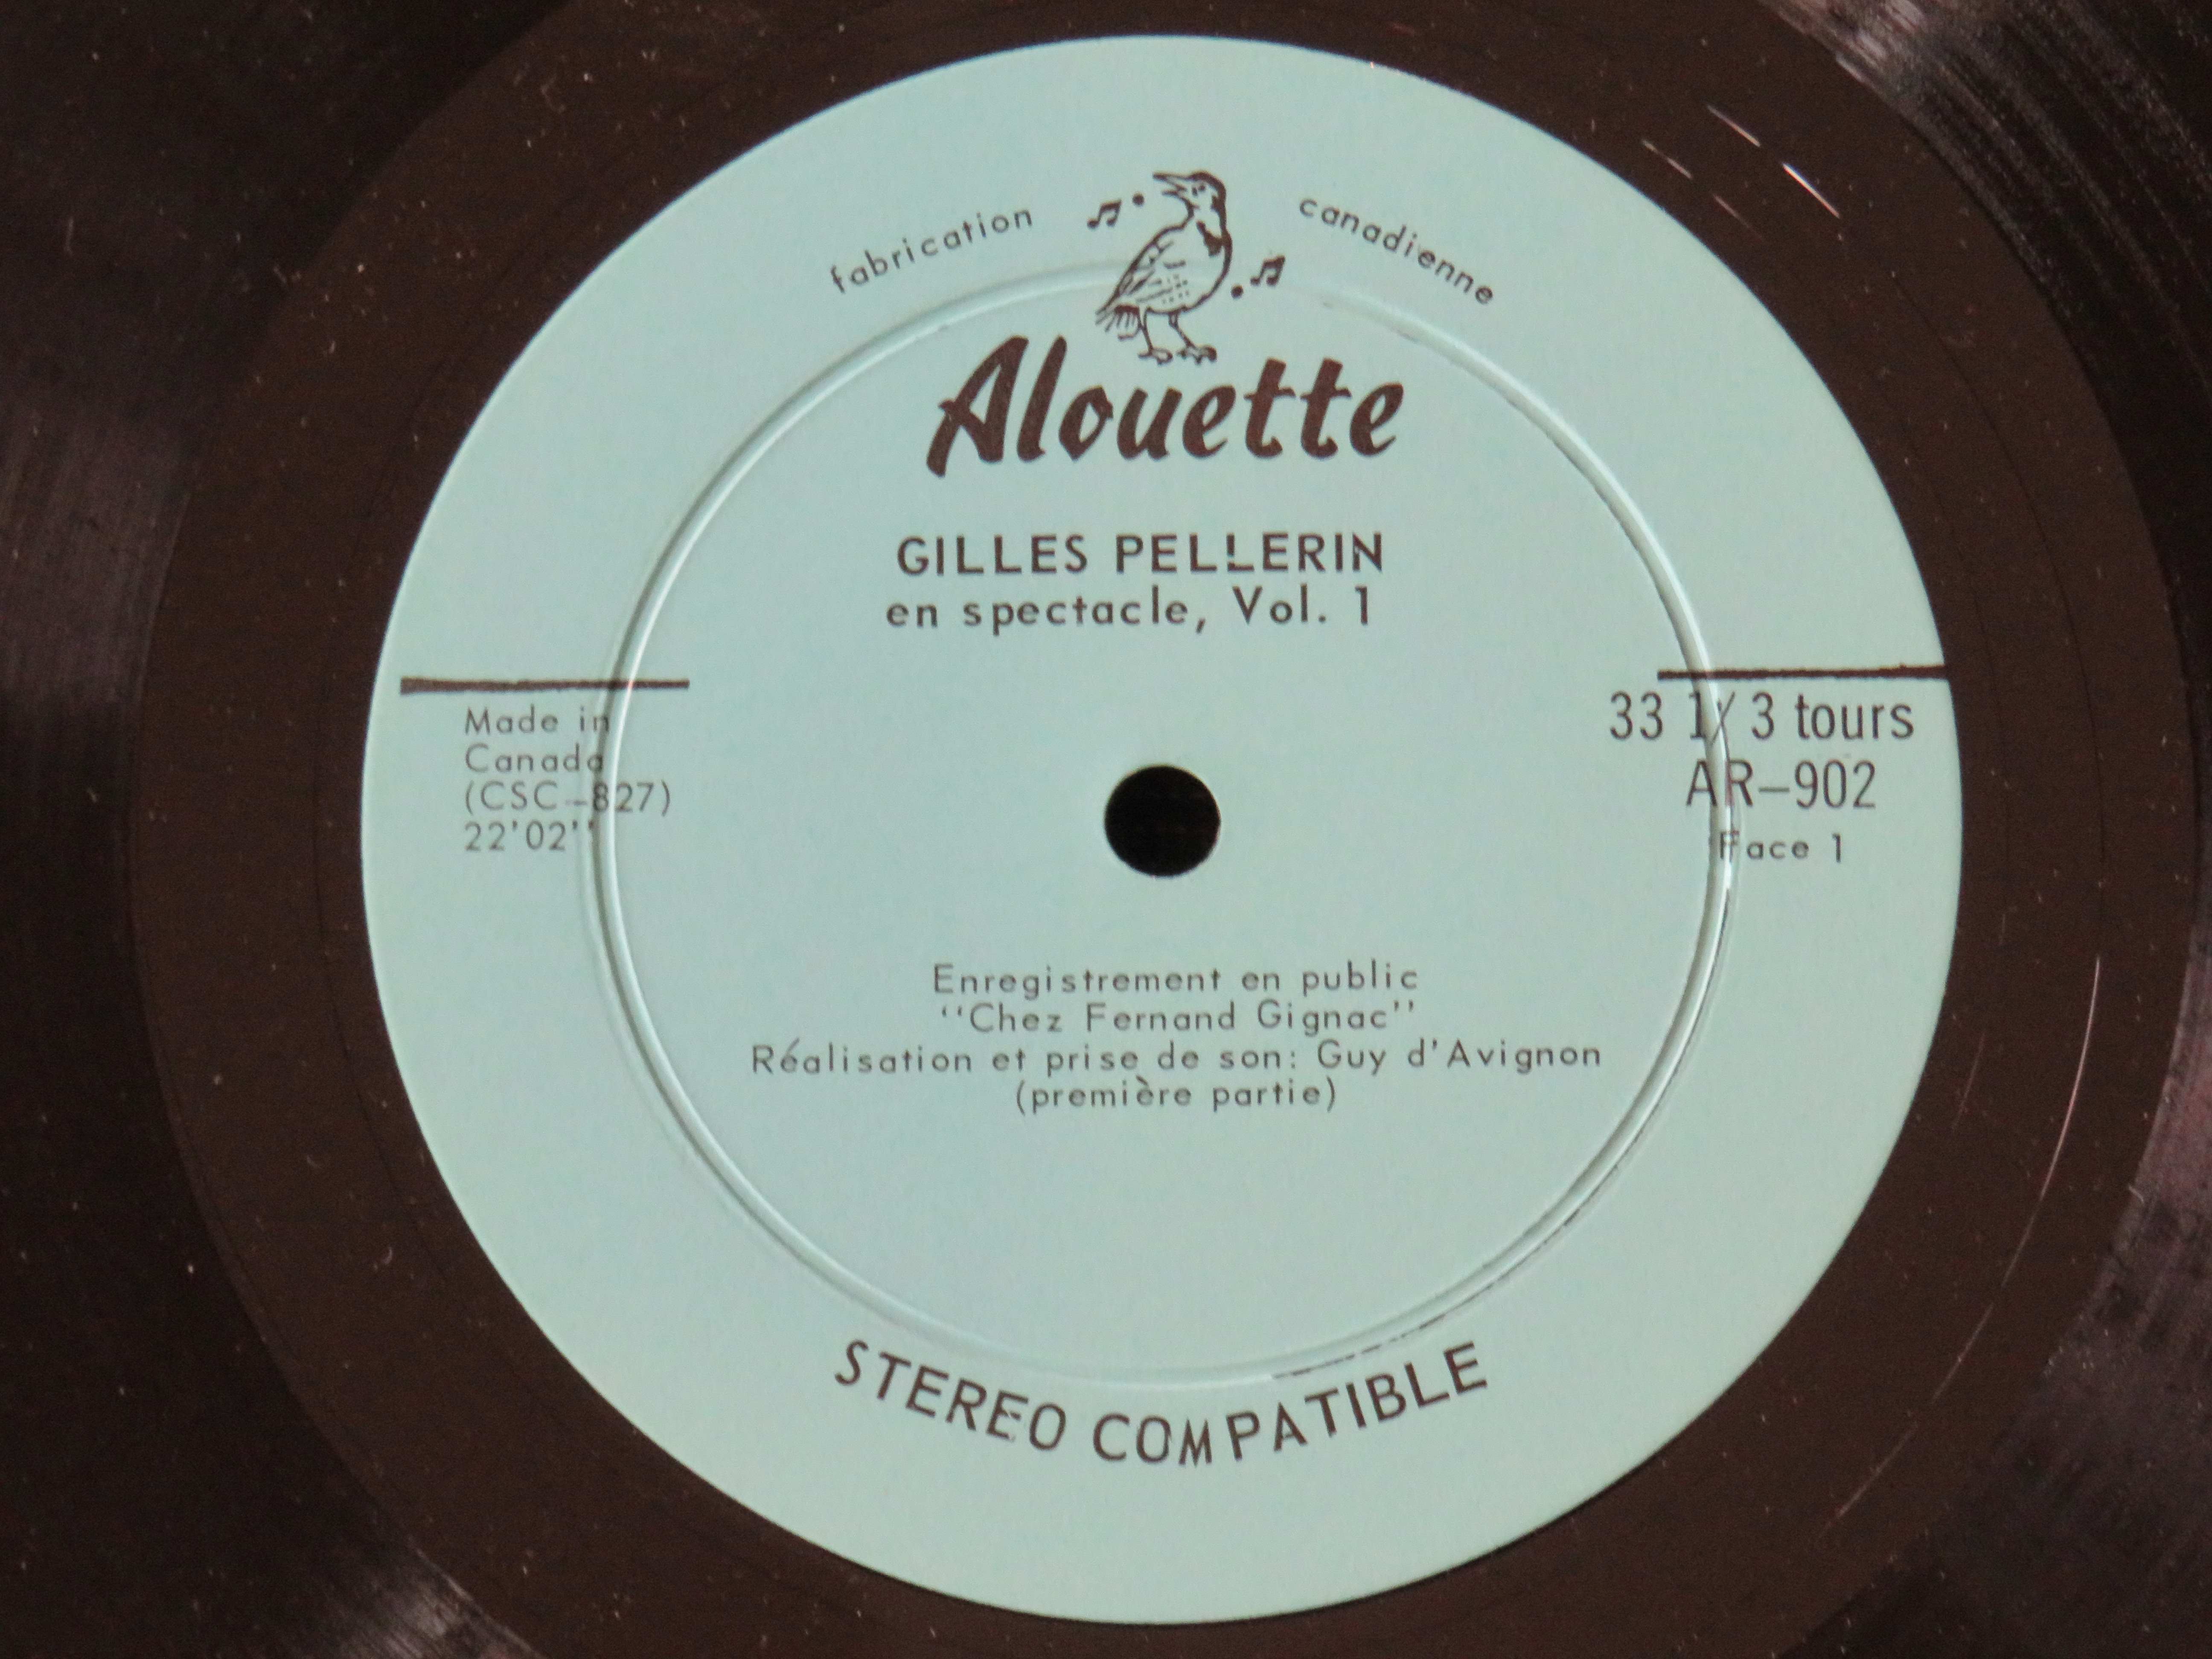 fabrication canadienne
Alouette
GILLES PELLERIN
en spectacle, Vol. 1
Made in
Canada
(CSC-827)
22'02''
33 1/3 tours
AR-902
Face 1
Enregistrement en public
"Chez Fernand Gignac"
Réalisation et prise de son: Guy d'Avignon
(première partie)
STEREO COMPATIBLE